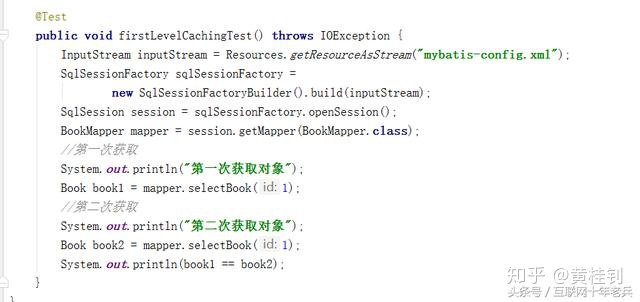 @Test
public void firstLevelCachingTest() throws IOException {
InputStream inputStream = Resources.getResourceAsStream("mybatis-config.xml");
SqlSessionFactory sqlSessionFactory =
new SqlSessionFactoryBuilder().build(inputStream);
SqlSession session = sqlSessionFactory.openSession();
BookMapper mapper = session.getMapper(BookMapper.class);
//第一次获取
System.out.println("第一次获取对象");
Book book1 = mapper.selectBook( id: 1);
//第二次获取
System.out.println("第二次获取对象");
Book book2 = mapper.selectBook( id: 1);
System.out.println(book1 == book2);
}
}
知乎 @黄桂钊
头条号 / 互联网十年老兵